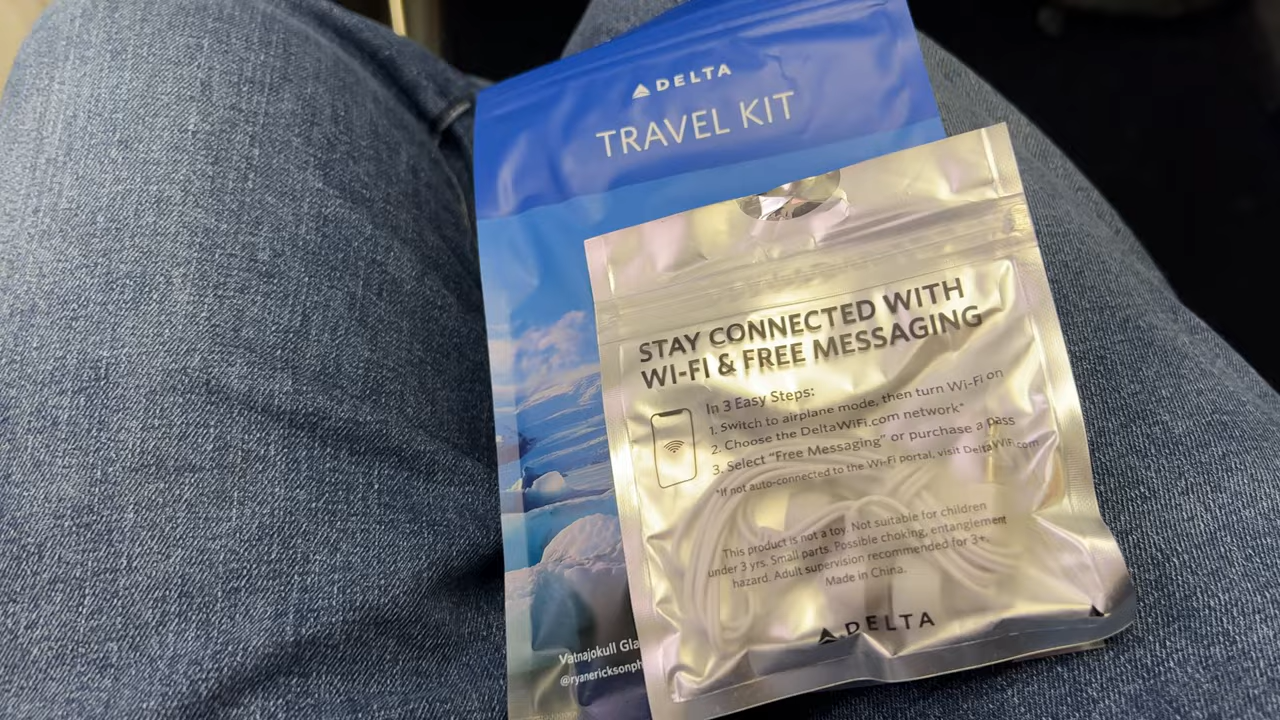 DELTA
TRAVEL KIT
STAY CONNECTED WITH
WI-FI & FREE MESSAGING
In 3 Easy Steps:
1. Switch to airplane mode, then turn Wi-Fi on
2. Choose the DeltaWiFi.com network*
3. Select "Free Messaging" or purchase a pass
*If not auto-connected to the Wi-Fi portal, visit DeltaWiFi.com
This product is not a toy. Not suitable for children
under 3 yrs. Small parts. Possible choking, entanglement
hazard. Adult supervision recommended for 3+.
Made in China.
DELTA
Vatnajokull